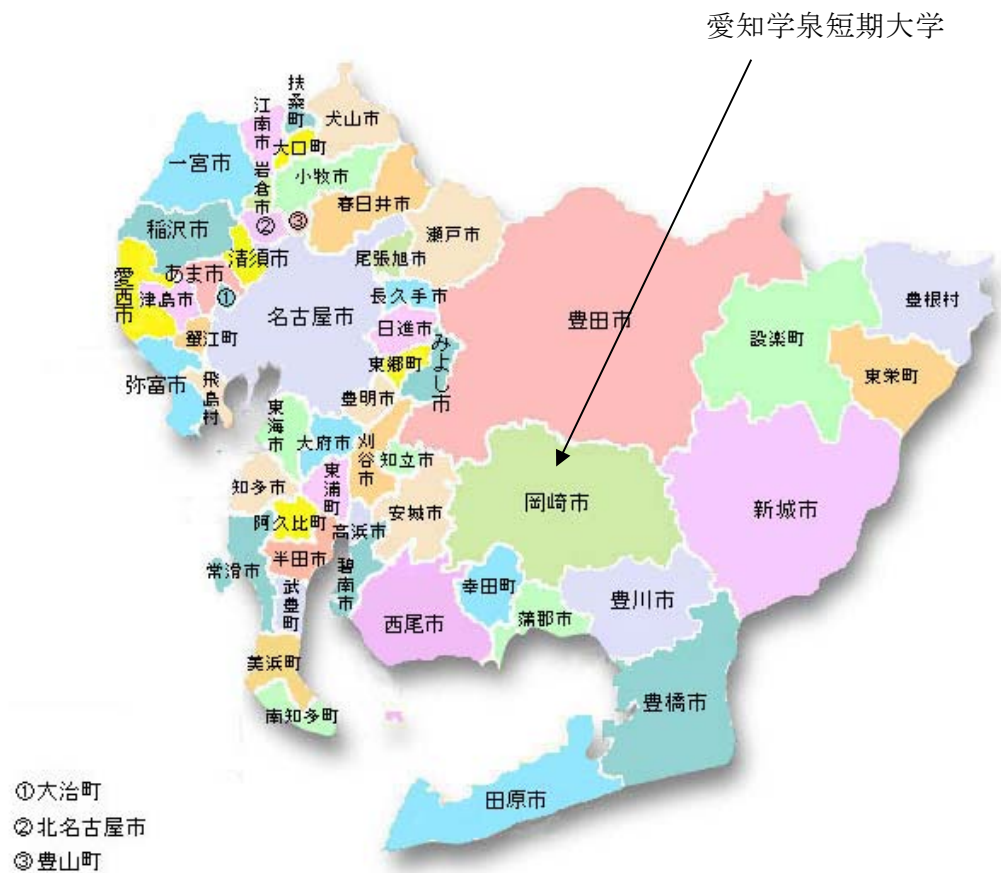 愛知学泉短期大学
扶桑町
江南市
犬山市
大口町
一宮市
岩倉市
小牧市
春日井市
②
③
稲沢市
清須市
瀬戸市
尾張旭市
愛西市
あま市
津島市
①
長久手市
豊根村
名古屋市
豊田市
日進市
設楽町
蟹江町
みよし市
東郷町
東栄町
弥富市
飛島村
豊明市
東海市
大府市
刈谷市
知立市
知多市
東浦町
岡崎市
新城市
安城市
阿久比町
高浜市
半田市
常滑市
碧南市
武豊町
幸田町
豊川市
西尾市
蒲郡市
美浜町
豊橋市
南知多町
田原市
①大治町
②北名古屋市
③豊山町